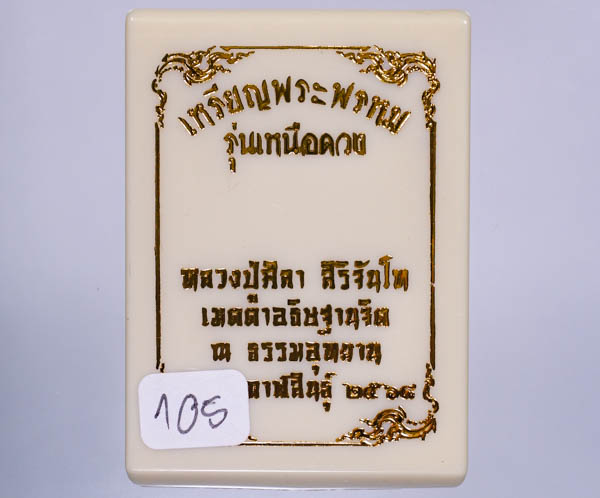 เหรียญพระพรหม
รุ่นเหนือดวง
หลวงปู่ศิลา สิริจันโท
เมตตาอธิษฐานจิต
ณ ธรรมอุทยาน
กาฬสินธุ์ ๒๕๖๘
105